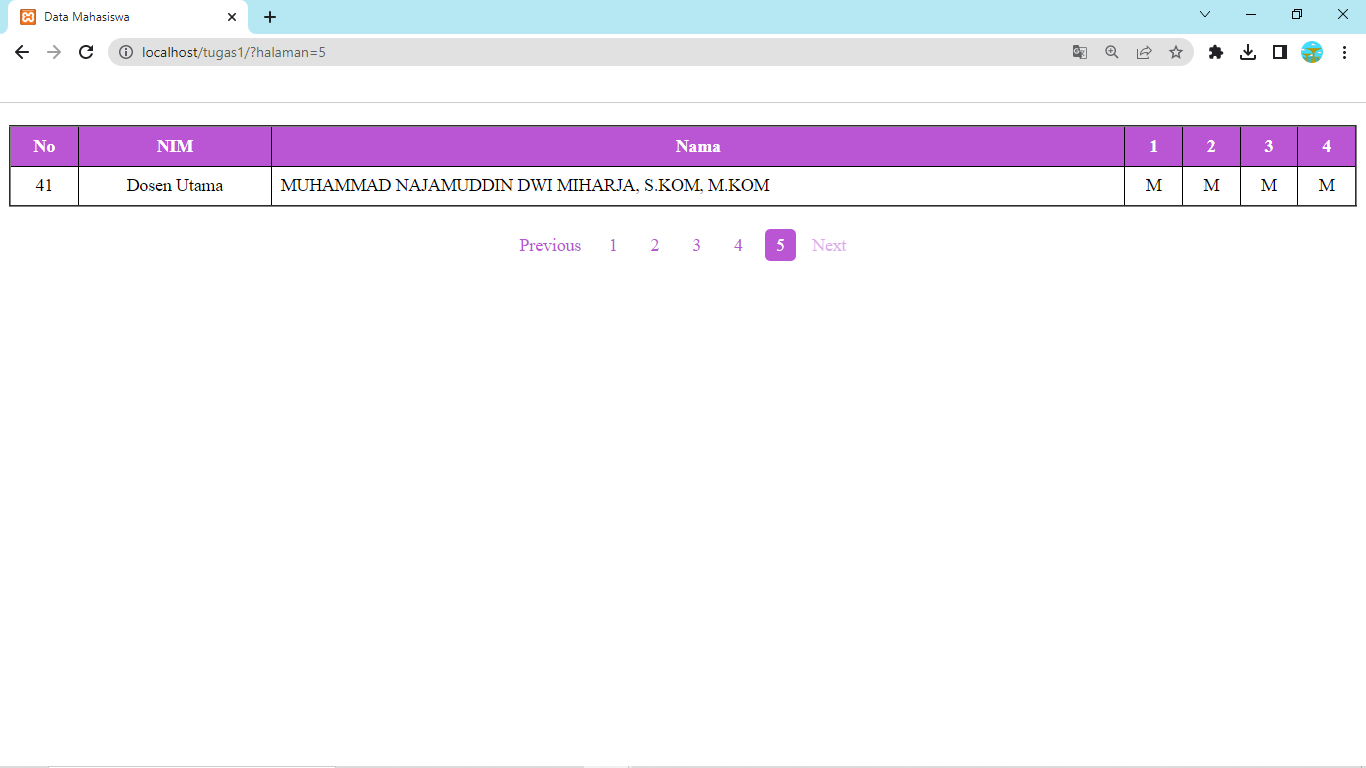 Data Mahasiswa
localhost/tugas1/?halaman=5
No NIM Nama 1 2 3 4
41 Dosen Utama MUHAMMAD NAJAMUDDIN DWI MIHARJA, S.KOM, M.KOM M M M M
Previous 1 2 3 4 5 Next